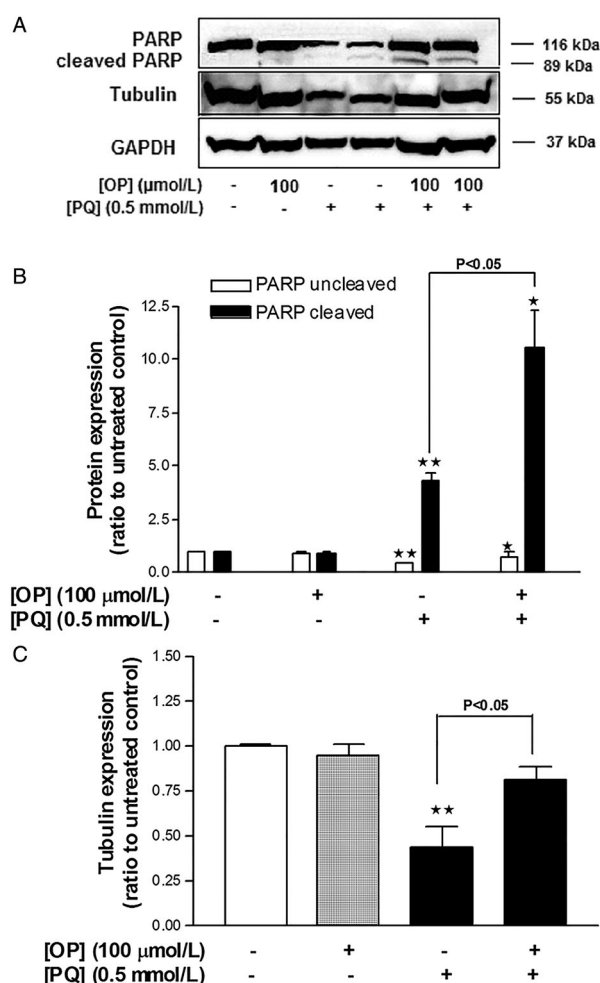 A
PARP
cleaved PARP
Tubulin
GAPDH
116 kDa
89 kDa
55 kDa
37 kDa
[OP] (µmol/L) - 100 - - 100 100
[PQ] (0.5 mmol/L) - - + + + +
B
P<0.05
PARP uncleaved
PARP cleaved
Protein expression
(ratio to untreated control)
12.5
10.0
7.5
5.0
2.5
0.0
★
★★
★★
★
[OP] (100 µmol/L) - + - +
[PQ] (0.5 mmol/L) - - + +
C
P<0.05
Tubulin expression
(ratio to untreated control)
1.50
1.00
0.75
0.50
0.25
0.00
★★
[OP] (100 µmol/L) - + - +
[PQ] (0.5 mmol/L) - - + +